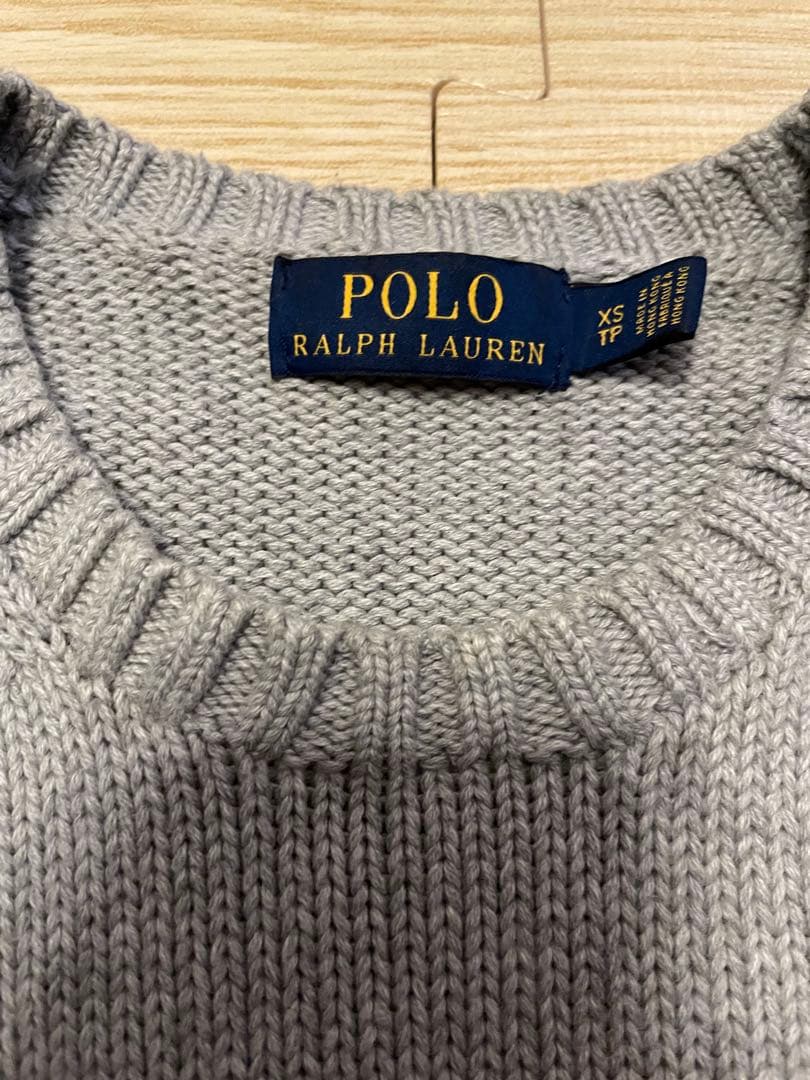 POLO
RALPH LAUREN
XS
TP
MADE IN
HONG KONG
FABRIQUÉ À
HONG KONG